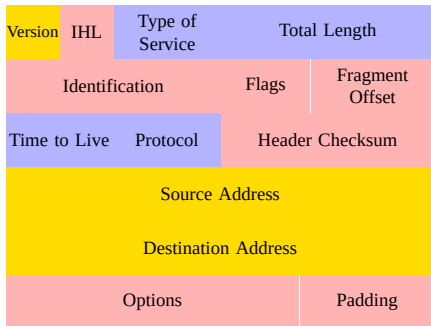 Version IHL Type of Service Total Length
Identification Flags Fragment Offset
Time to Live Protocol Header Checksum
Source Address
Destination Address
Options Padding